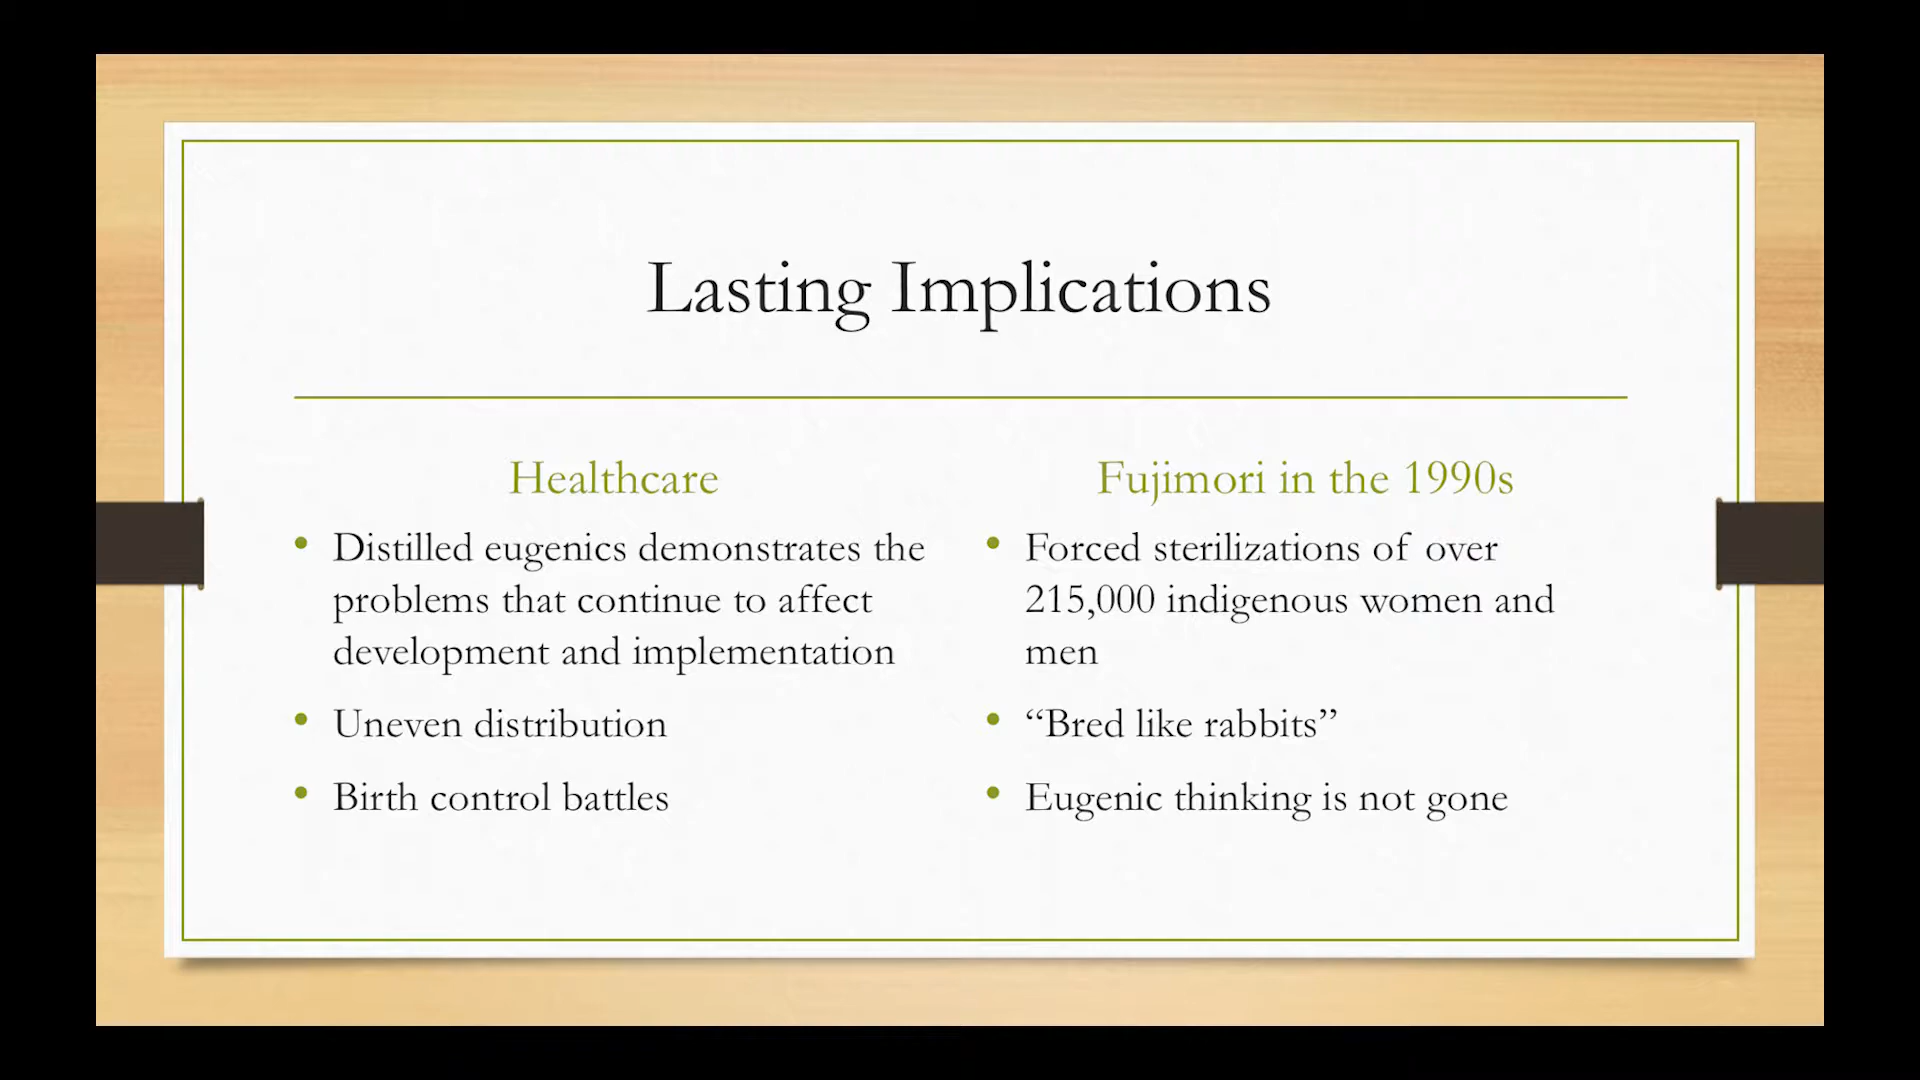 Lasting Implications
Healthcare
• Distilled eugenics demonstrates the
problems that continue to affect
development and implementation
• Uneven distribution
• Birth control battles
Fujimori in the 1990s
• Forced sterilizations of over
215,000 indigenous women and
men
• “Bred like rabbits”
• Eugenic thinking is not gone